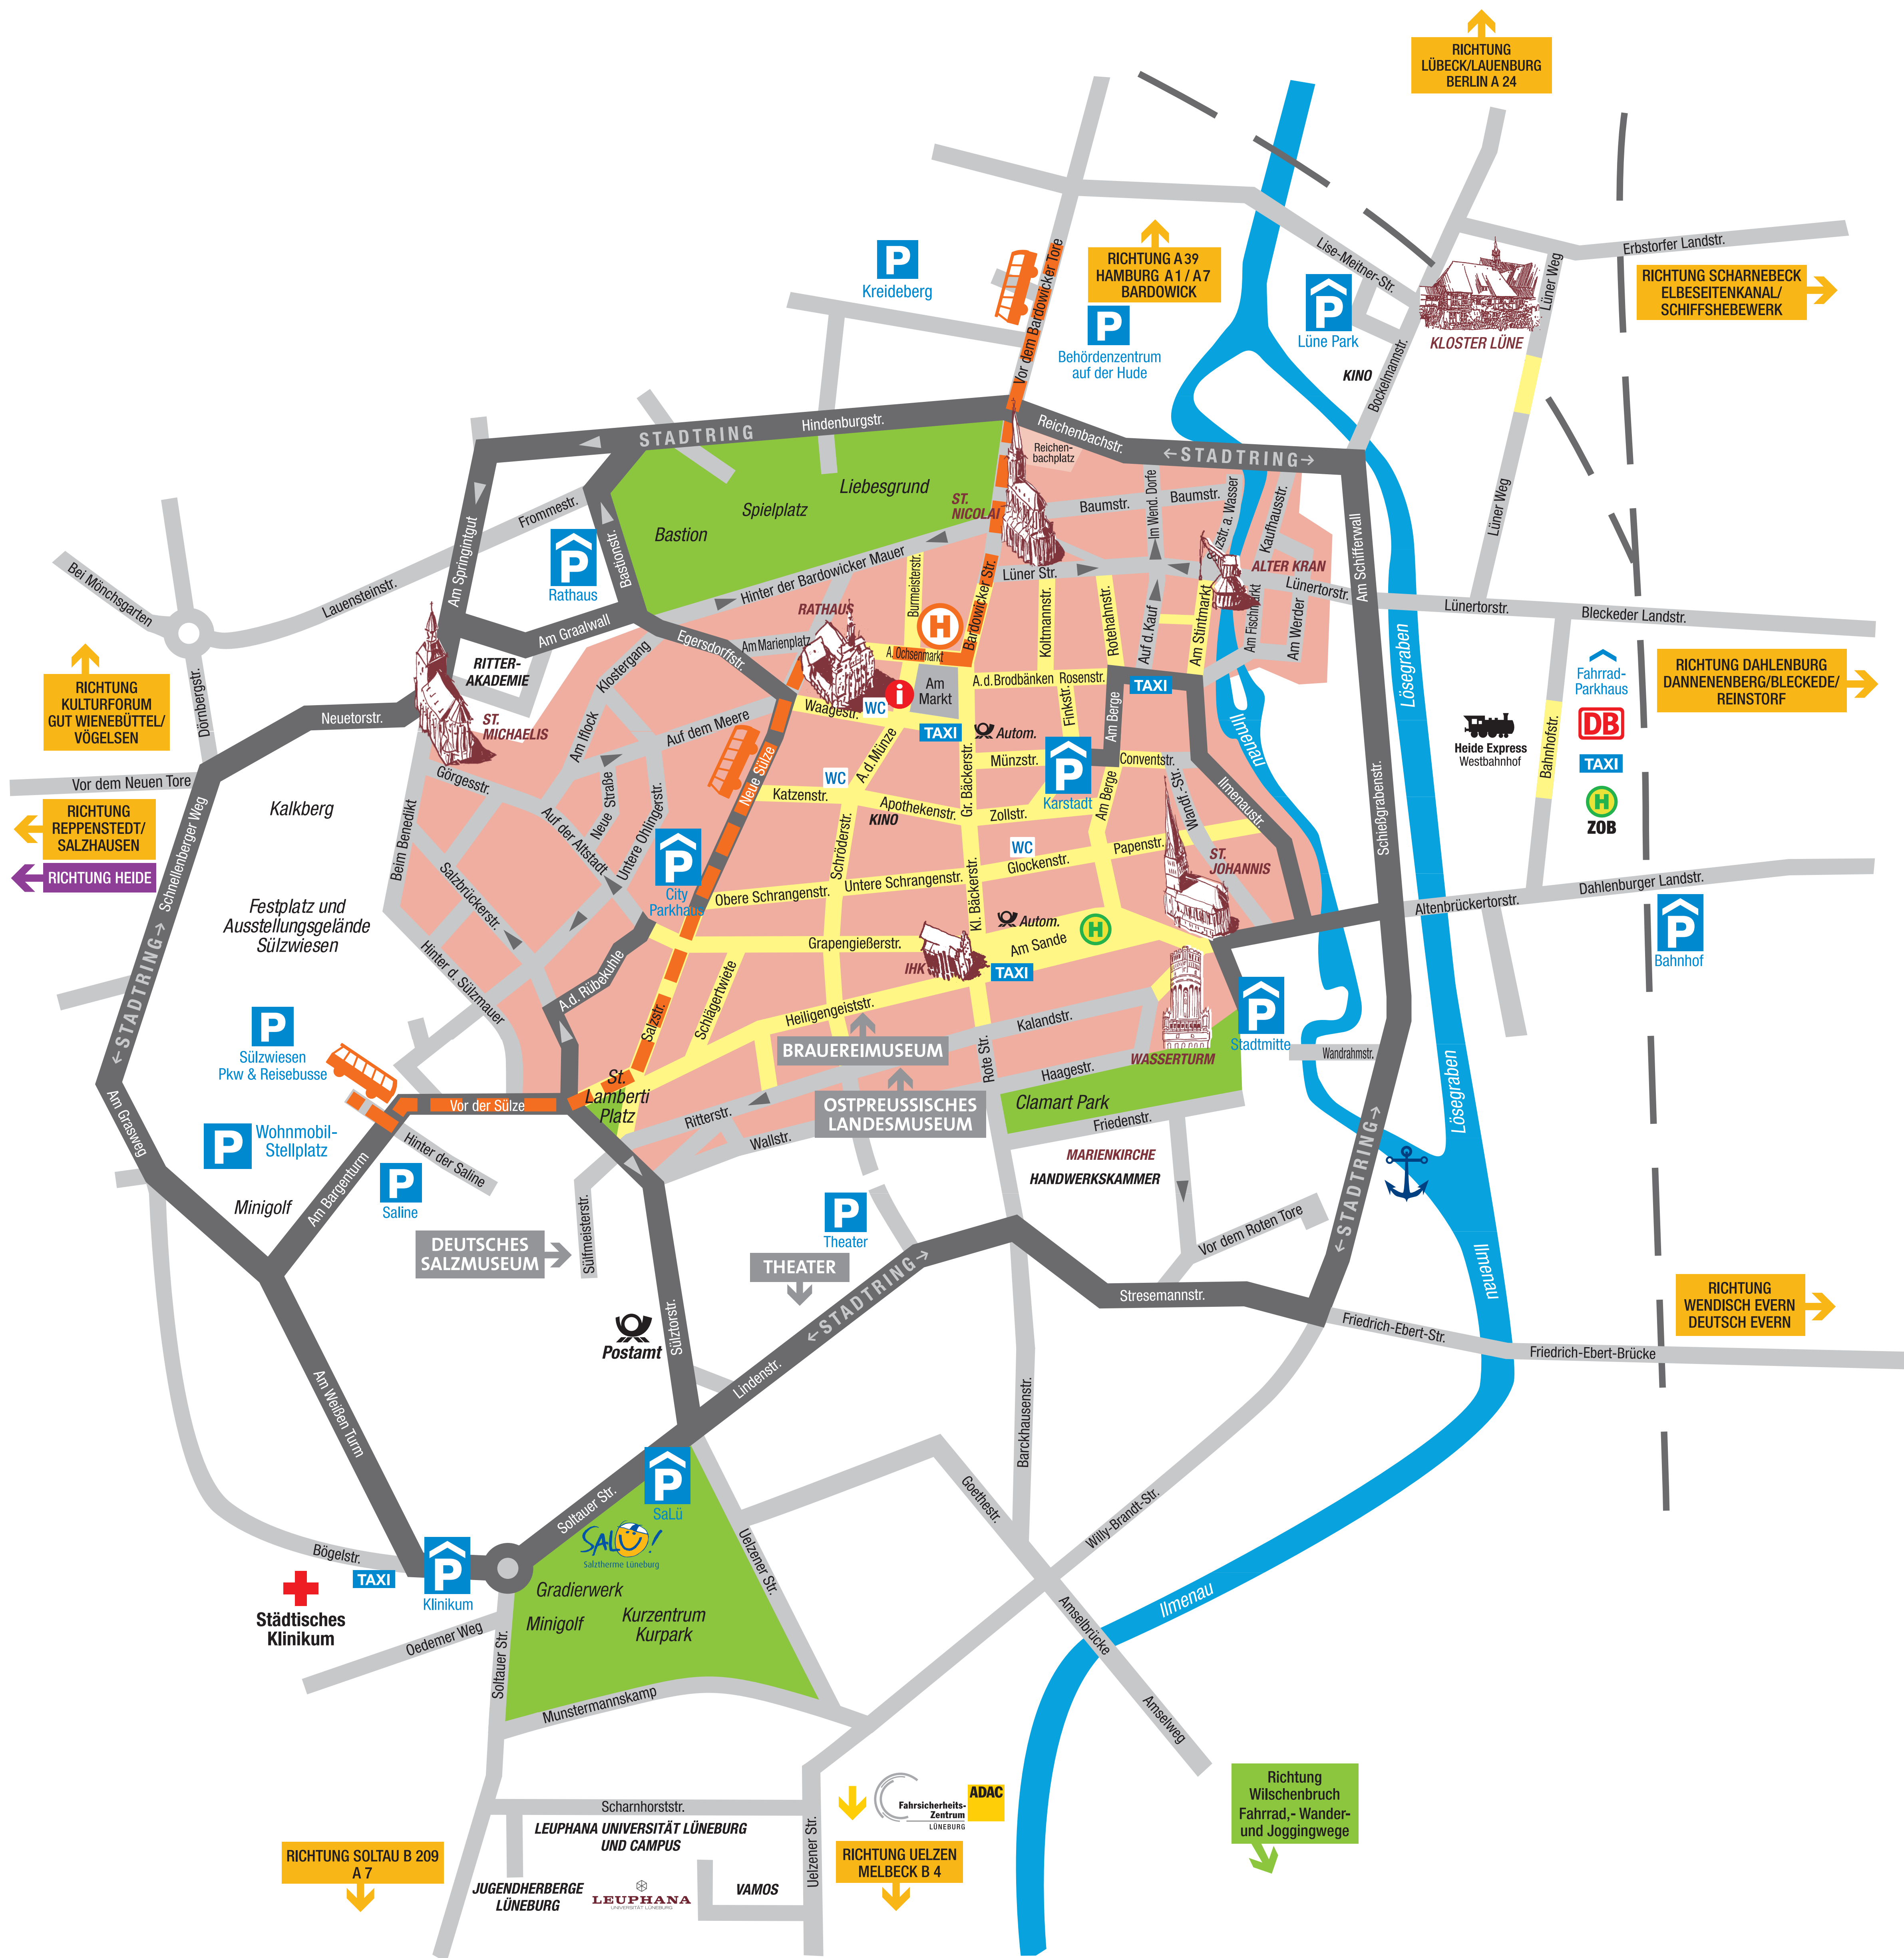 RICHTUNG
LÜBECK/LAUENBURG
BERLIN A 24
Erbstorfer Landstr.
Lise-Meitner-Str.
Lüner Weg
RICHTUNG SCHARNEBECK
ELBESEITENKANAL/
SCHIFFSHEBEWERK
KLOSTER LÜNE
RICHTUNG A 39
HAMBURG A 1 / A 7
BARDOWICK
P
Kreideberg
Vor dem Bardowicker Tore
P
Behördenzentrum
auf der Hude
P
Lüne Park
KINO
Bockelmannstr.
Lüner Weg
STADTRING
Hindenburgstr.
Reichenbachstr.
Reichen-
bachplatz
STADTRING
Liebesgrund
Spielplatz
Bastion
ST.
NICOLAI
Baumstr.
Im Wend. Dorfe
Baumstr.
Kaufhausstr.
Am Schifferwall
Am Springintgut
Frommestr.
Bastionstr.
P
Rathaus
Lauensteinstr.
Bei Mönchsgarten
Dörnbergstr.
Am Graalwall
Hinter der Bardowicker Mauer
Burmeisterstr.
Bardowicker Str.
Lüner Str.
ALTER KRAN
Lünertorstr.
Lünertorstr.
Bleckeder Landstr.
RATHAUS
H
Koltmannstr.
Rotehahnstr.
Auf d. Kauf
Am Stintmarkt
Am Fischmarkt
Am Werder
Egersdorffstr.
Am Marienplatz
A. Ochsenmarkt
RITTER-
AKADEMIE
Klostergang
Am Iflock
Auf dem Meere
Waagestr.
WC
i
Am
Markt
A.d. Brodbänken
Rosenstr.
TAXI
Finkstr.
Am Berge
RICHTUNG
KULTURFORUM
GUT WIENEBÜTTEL/
VÖGELSEN
Neuetorstr.
ST.
MICHAELIS
TAXI
Autom.
Ilmenau
Lösegraben
Fahrrad-
Parkhaus
DB
TAXI
H
ZOB
Heide Express
Westbahnhof
Bahnhofstr.
RICHTUNG DAHLENBURG
DANNENENBERG/BLECKEDE/
REINSTORF
Vor dem Neuen Tore
RICHTUNG
REPPENSTEDT/
SALZHAUSEN
RICHTUNG HEIDE
Schnellenberger Weg
STADTRING
Kalkberg
Görgesstr.
Beim Benedikt
Neue Straße
Auf der Altstadt
Untere Ohlingerstr.
Neue Sülze
WC
A.d. Münze
Katzenstr.
Apothekenstr.
KINO
Gr. Bäckerstr.
Münzstr.
P
Karstadt
Conventstr.
Zollstr.
Am Berge
Wandf.-Str.
Ilmenaustr.
Schießgrabenstr.
Schröderstr.
WC
Glockenstr.
Papenstr.
ST.
JOHANNIS
P
City
Parkhaus
Obere Schrangenstr.
Untere Schrangenstr.
Kl. Bäckerstr.
Salzbrückerstr.
Festplatz und
Ausstellungsgelände
Sülzwiesen
Hinter d. Sülzmauer
A.d. Rübekuhle
Grapengießerstr.
IHK
Autom.
Am Sande
H
TAXI
Altenbrückertorstr.
Dahlenburger Landstr.
P
Bahnhof
Salzstr.
Schlägertwiete
Heiligengeiststr.
Kalandstr.
BRAUEREIMUSEUM
Rote Str.
WASSERTURM
P
Stadtmitte
Wandrahmstr.
Lösegraben
P
Sülzwiesen
Pkw & Reisebusse
Vor der Sülze
St.
Lamberti
Platz
Ritterstr.
Wallstr.
OSTPREUSSISCHES
LANDESMUSEUM
Haagestr.
Clamart Park
Friedenstr.
MARIENKIRCHE
HANDWERKSKAMMER
Am Grasweg
P
Wohnmobil-
Stellplatz
Hinter der Saline
P
Saline
Minigolf
Am Bargenturm
DEUTSCHES
SALZMUSEUM
Sülfmeisterstr.
P
Theater
THEATER
STADTRING
STADTRING
Vor dem Roten Tore
Stresemannstr.
Ilmenau
RICHTUNG
WENDISCH EVERN
DEUTSCH EVERN
Friedrich-Ebert-Str.
Friedrich-Ebert-Brücke
Postamt
Sülztorstr.
Lindenstr.
Am Weißen Turm
Barckhausenstr.
Goethestr.
Willy-Brandt-Str.
Soltauer Str.
P
SaLü
SALÜ!
Salztherme Lüneburg
Uelzener Str.
Bögelstr.
TAXI
P
Klinikum
Städtisches
Klinikum
Gradierwerk
Minigolf
Kurzentrum
Kurpark
Oedemer Weg
Soltauer Str.
Munstermannskamp
Ilmenau
Amselbrücke
Amselweg
Richtung
Wilschenbruch
Fahrrad,- Wander-
und Joggingwege
Scharnhorststr.
LEUPHANA UNIVERSITÄT LÜNEBURG
UND CAMPUS
Uelzener Str.
Fahrsicherheits-
Zentrum
LÜNEBURG
ADAC
RICHTUNG UELZEN
MELBECK B 4
RICHTUNG SOLTAU B 209
A 7
JUGENDHERBERGE
LÜNEBURG
LEUPHANA
UNIVERSITÄT LÜNEBURG
VAMOS